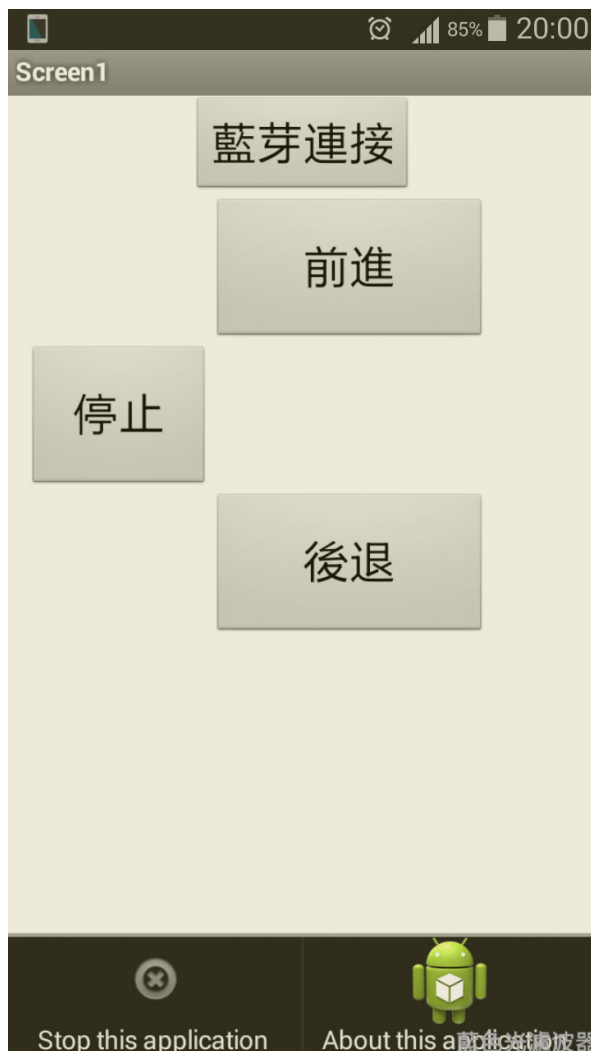 85% 20:00
Screen1
藍芽連接
前進
停止
後退
Stop this application
About this application